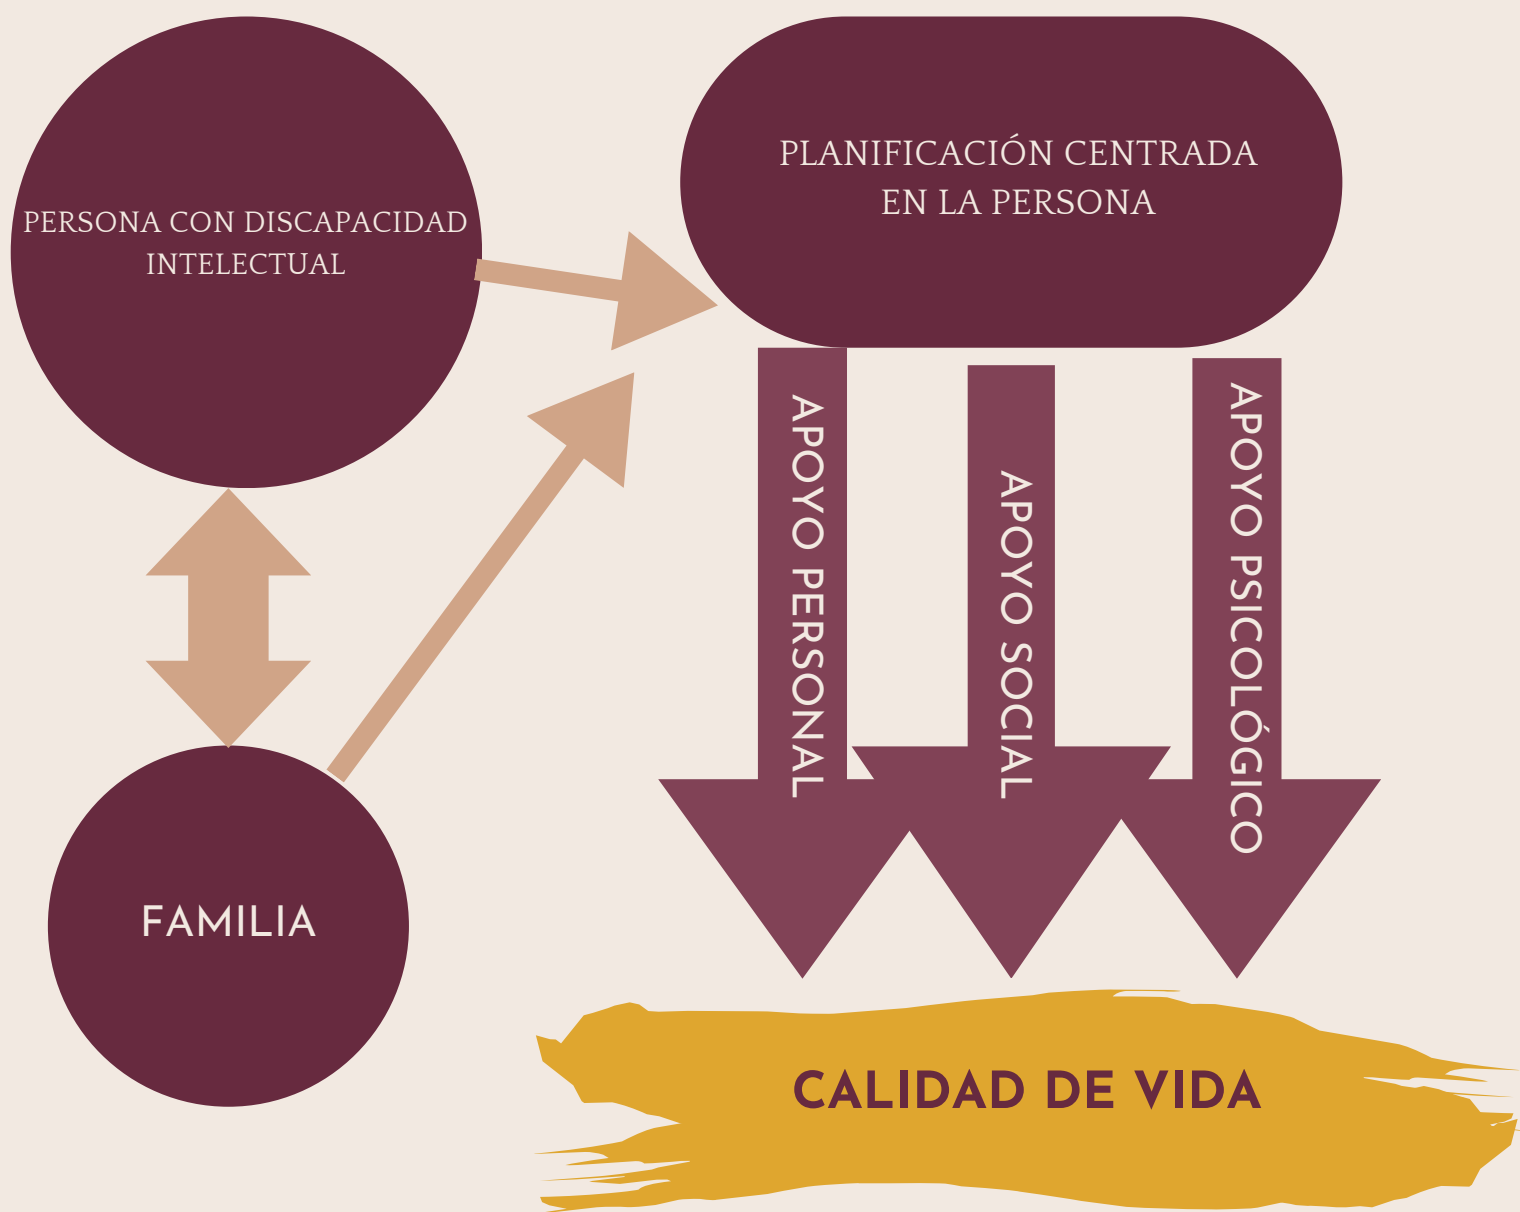 PERSONA CON DISCAPACIDAD
INTELECTUAL
PLANIFICACIÓN CENTRADA
EN LA PERSONA
APOYO PERSONAL
APOYO SOCIAL
APOYO PSICOLÓGICO
FAMILIA
CALIDAD DE VIDA